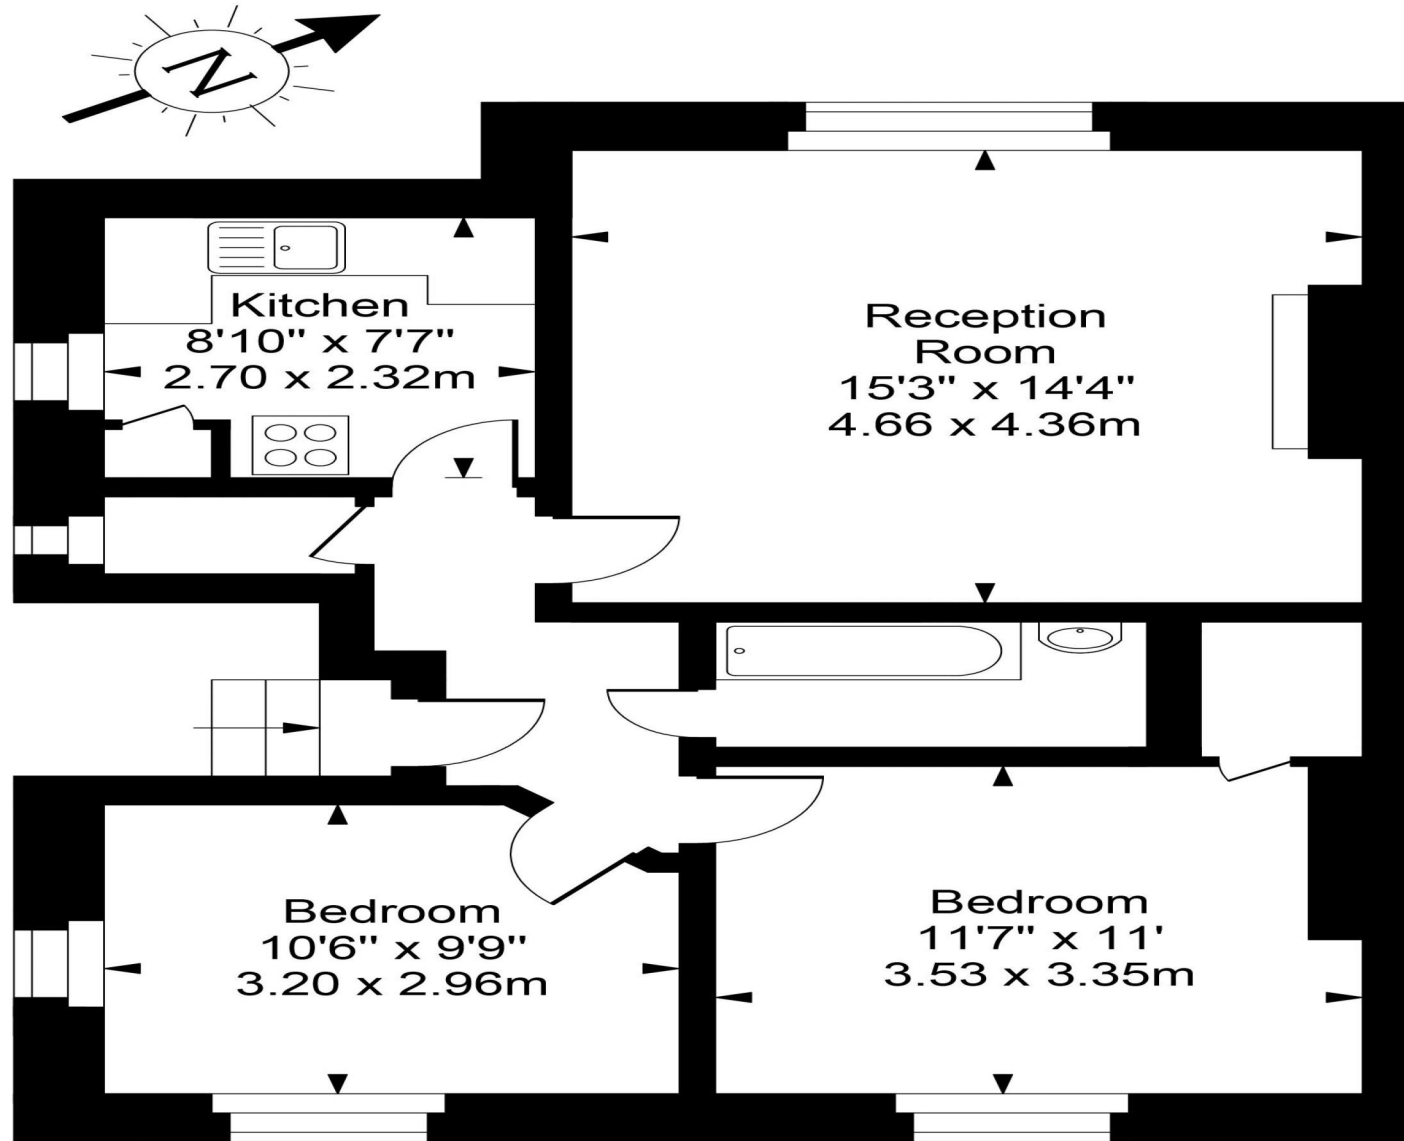 N
Kitchen
8'10" x 7'7"
2.70 x 2.32m
Reception
Room
15'3" x 14'4"
4.66 x 4.36m
Bedroom
10'6" x 9'9"
3.20 x 2.96m
Bedroom
11'7" x 11'
3.53 x 3.35m